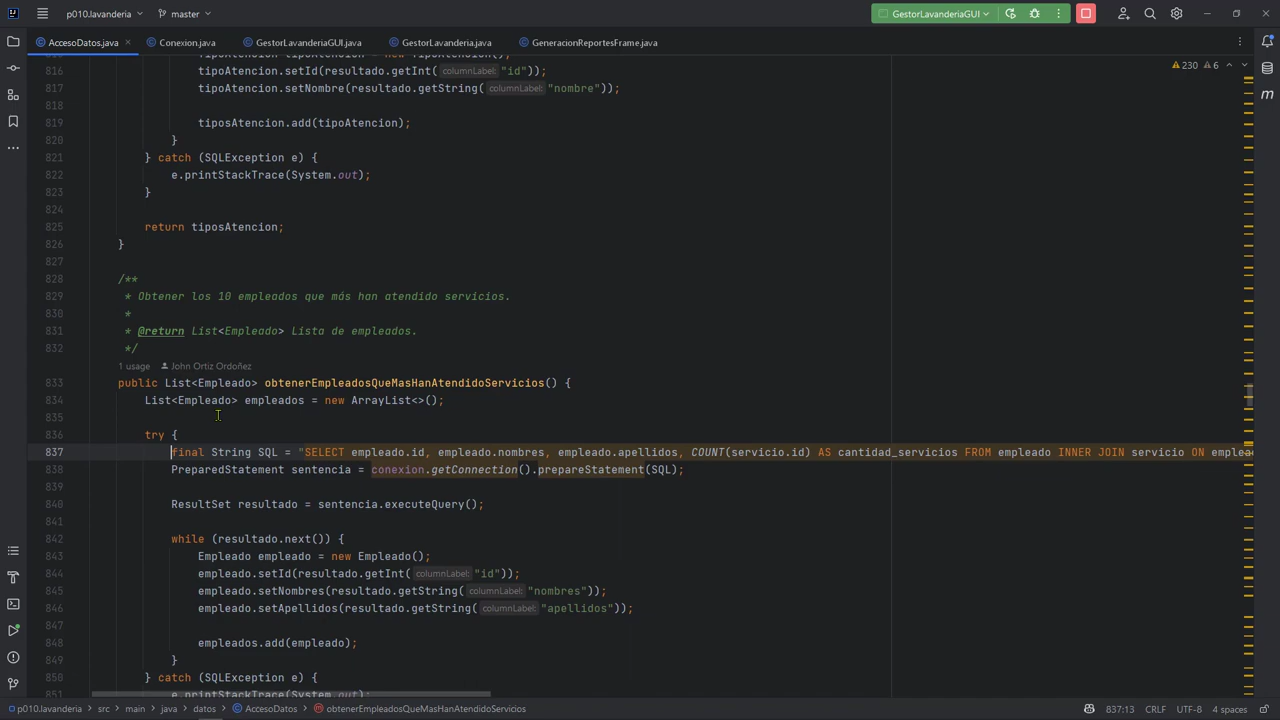 p010.lavanderia
master
GestorLavanderiaGUI
AccesoDatos.java
Conexion.java
GestorLavanderiaGUI.java
GestorLavanderia.java
GeneracionReportesFrame.java
230 6
816 tipoAtencion.setId(resultado.getInt( columnLabel: "id"));
817 tipoAtencion.setNombre(resultado.getString( columnLabel: "nombre"));
818
819 tiposAtencion.add(tipoAtencion);
820 }
821 } catch (SQLException e) {
822 e.printStackTrace(System.out);
823 }
824
825 return tiposAtencion;
826 }
827
828 /**
829 * Obtener los 10 empleados que más han atendido servicios.
830 *
831 * @return List<Empleado> Lista de empleados.
832 */
1 usage John Ortiz Ordoñez
833 public List<Empleado> obtenerEmpleadosQueMasHanAtendidoServicios() {
834 List<Empleado> empleados = new ArrayList<>();
835
836 try {
837 final String SQL = "SELECT empleado.id, empleado.nombres, empleado.apellidos, COUNT(servicio.id) AS cantidad_servicios FROM empleado INNER JOIN servicio ON emplea
838 PreparedStatement sentencia = conexion.getConnection().prepareStatement(SQL);
839
840 ResultSet resultado = sentencia.executeQuery();
841
842 while (resultado.next()) {
843 Empleado empleado = new Empleado();
844 empleado.setId(resultado.getInt( columnLabel: "id"));
845 empleado.setNombres(resultado.getString( columnLabel: "nombres"));
846 empleado.setApellidos(resultado.getString( columnLabel: "apellidos"));
847
848 empleados.add(empleado);
849 }
850 } catch (SQLException e) {
851 e.printStackTrace(System.out);
p010.lavanderia > src > main > java > datos > AccesoDatos > obtenerEmpleadosQueMasHanAtendidoServicios
837:13 CRLF UTF-8 4 spaces